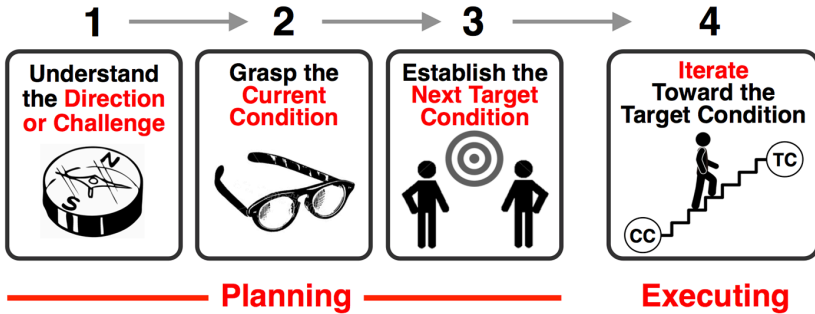 1
2
3
4
Understand
the Direction
or Challenge
N
S
Grasp the
Current
Condition
Establish the
Next Target
Condition
Iterate
Toward the
Target Condition
TC
CC
Planning
Executing